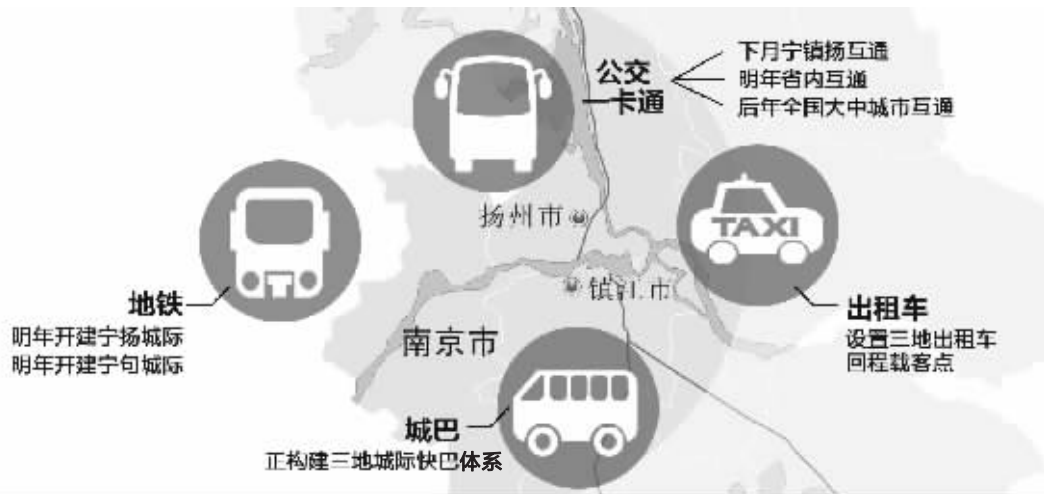 公交
一卡通
下月宁镇扬互通
明年省内互通
后年全国大中城市互通
扬州市
TAXI
镇江市
地铁
明年开建宁扬城际
明年开建宁句城际
南京市
出租车
设置三地出租车
回程载客点
城巴
正构建三地城际快巴体系